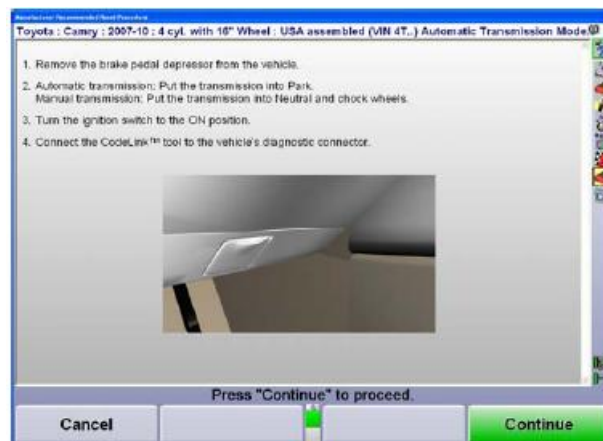 Manufacturer Recommended Reset Procedure
Toyota : Camry : 2007-10 : 4 cyl. with 16" Wheel : USA assembled (VIN 4T,.) Automatic Transmission Mode
1. Remove the brake pedal depressor from the vehicle.
2. Automatic transmission: Put the transmission into Park.
Manual transmission: Put the transmission into Neutral and chock wheels.
3. Turn the ignition switch to the ON position.
4. Connect the CodeLink™ tool to the vehicle's diagnostic connector.
Press "Continue" to proceed.
Cancel
Continue